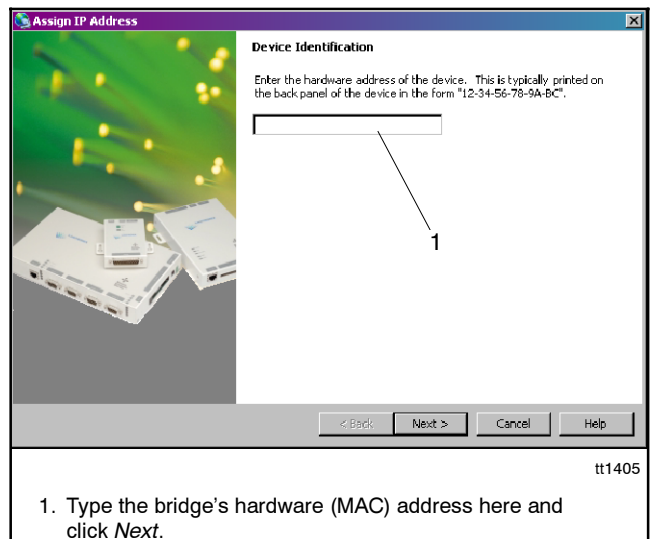 Assign IP Address
Device Identification
Enter the hardware address of the device. This is typically printed on
the back panel of the device in the form "12-34-56-78-9A-BC".
1
< Back
Next >
Cancel
Help
tt1405
1. Type the bridge's hardware (MAC) address here and
click Next.